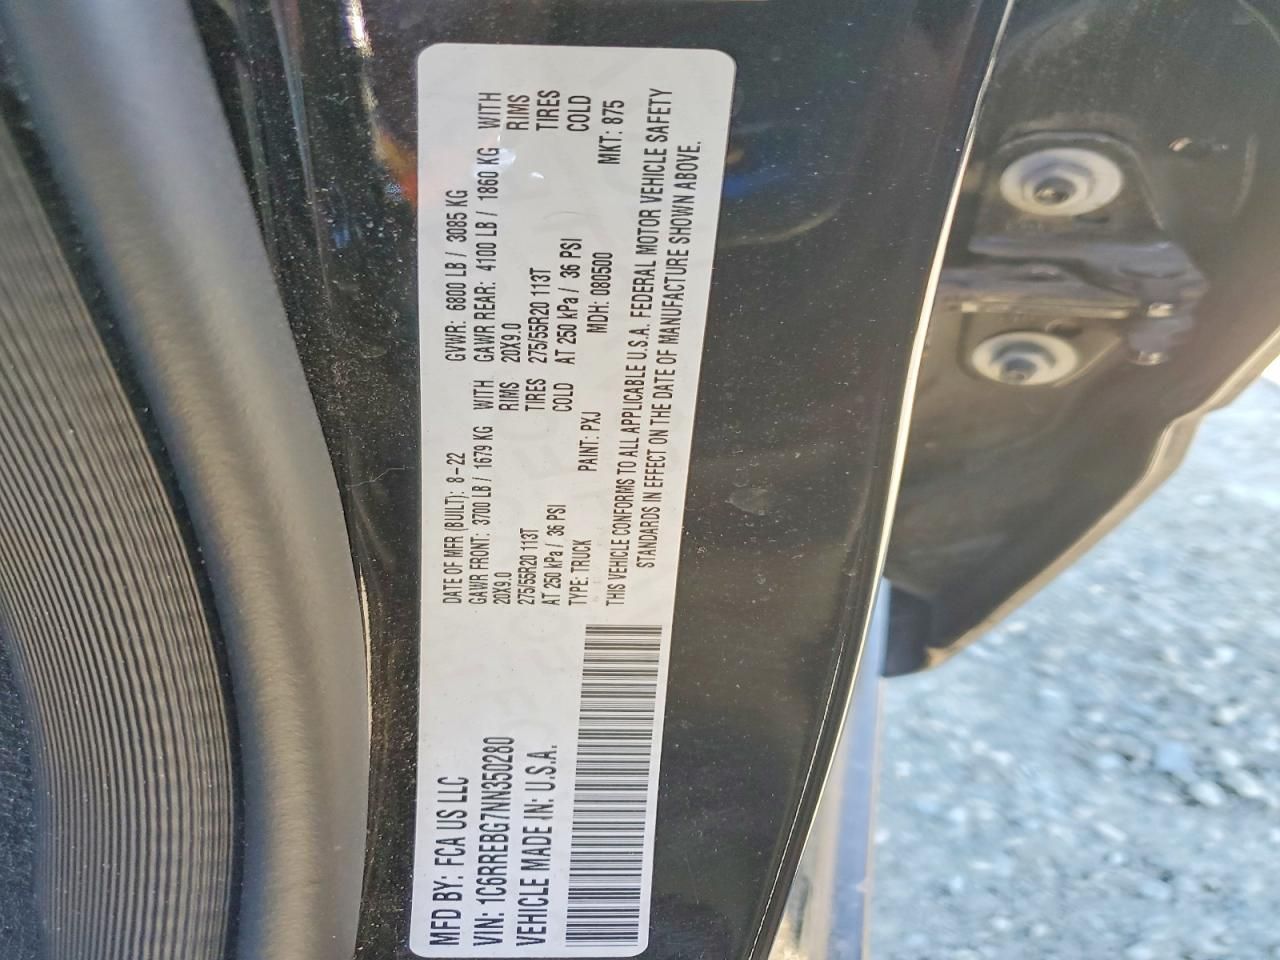 MFD BY: FCA US LLC
VIN: 1C6RREBG7NN350280
VEHICLE MADE IN: U.S.A.
DATE OF MFR (BUILT): 8-22 GVWR: 6800 LB / 3085 KG
GAWR FRONT: 3700 LB / 1679 KG WITH GAWR REAR: 4100 LB / 1860 KG WITH
20X9.0 RIMS 20X9.0 RIMS
275/55R20 113T TIRES 275/55R20 113T TIRES
AT 250 kPa / 36 PSI COLD AT 250 kPa / 36 PSI COLD
TYPE: TRUCK PAINT: PXJ MDH: 080500 MKT: 875
THIS VEHICLE CONFORMS TO ALL APPLICABLE U.S.A. FEDERAL MOTOR VEHICLE SAFETY
STANDARDS IN EFFECT ON THE DATE OF MANUFACTURE SHOWN ABOVE.